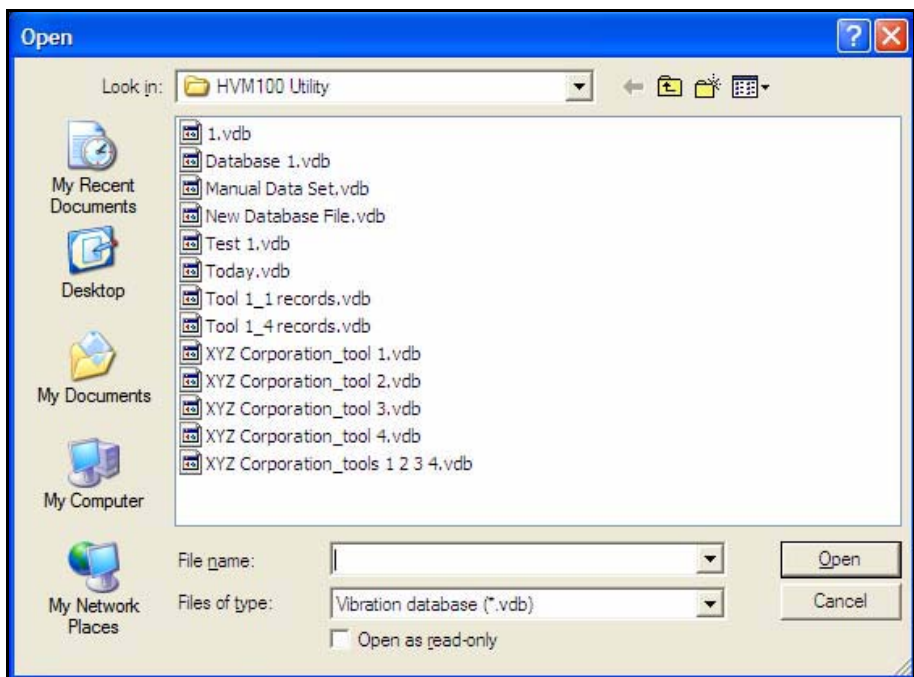 Open
Look in: HVM100 Utility
My Recent
Documents
Desktop
My Documents
My Computer
My Network
Places
1.vdb
Database 1.vdb
Manual Data Set.vdb
New Database File.vdb
Test 1.vdb
Today.vdb
Tool 1_1 records.vdb
Tool 1_4 records.vdb
XYZ Corporation_tool 1.vdb
XYZ Corporation_tool 2.vdb
XYZ Corporation_tool 3.vdb
XYZ Corporation_tool 4.vdb
XYZ Corporation_tools 1 2 3 4.vdb
File name: Open
Files of type: Vibration database (*.vdb) Cancel
Open as read-only